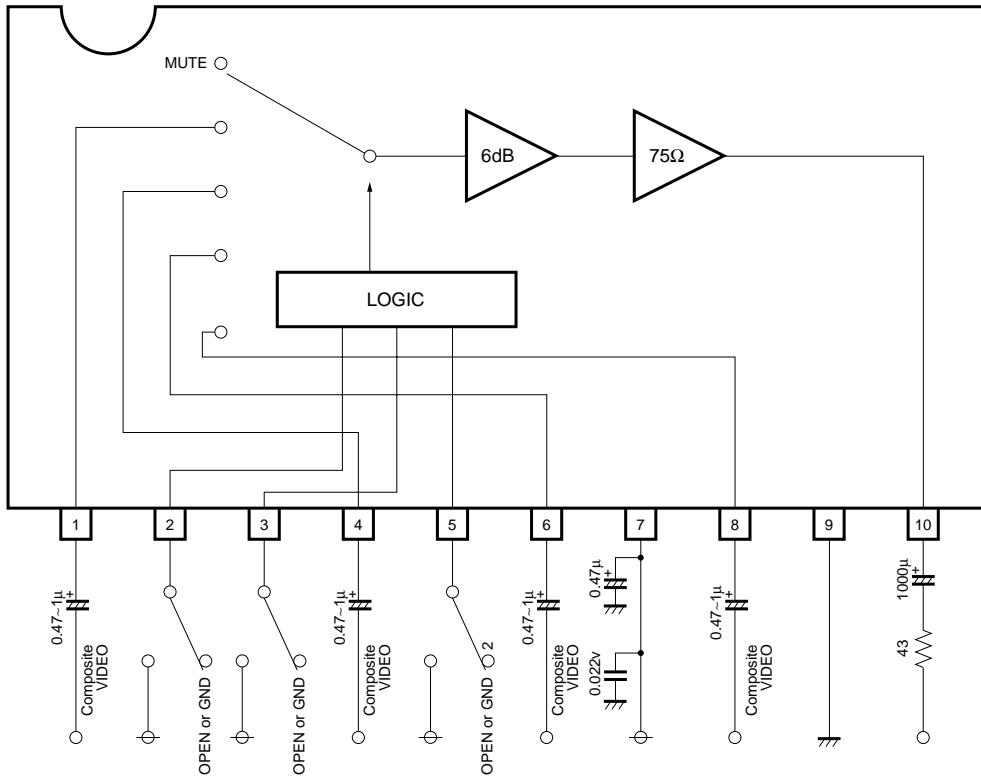 MUTE
6dB
75Ω
LOGIC
1
2
3
4
5
6
7
8
9
10
0.47~1μ
+
Composite
VIDEO
OPEN or GND
OPEN or GND
0.47~1μ
+
Composite
VIDEO
OPEN or GND
2
0.47~1μ
+
Composite
VIDEO
0.47μ
+
0.022v
0.47~1μ
+
Composite
VIDEO
1000μ
+
43